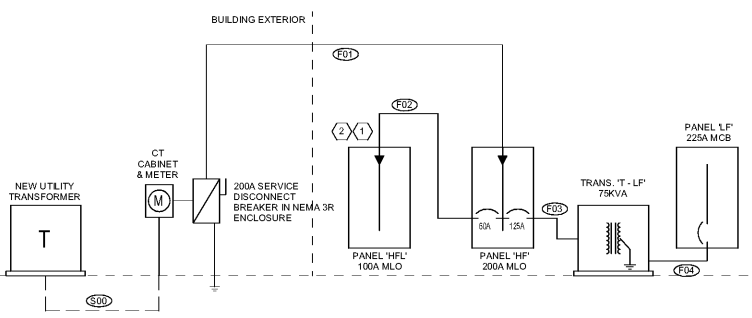 BUILDING EXTERIOR
F01
F02
2
1
PANEL 'LF'
225A MCB
CT
CABINET
& METER
NEW UTILITY
TRANSFORMER
200A SERVICE
DISCONNECT
BREAKER IN NEMA 3R
ENCLOSURE
TRANS. 'T - LF'
75KVA
M
F03
T
60A
125A
PANEL 'HFL'
100A MLO
PANEL 'HF'
200A MLO
F04
S00